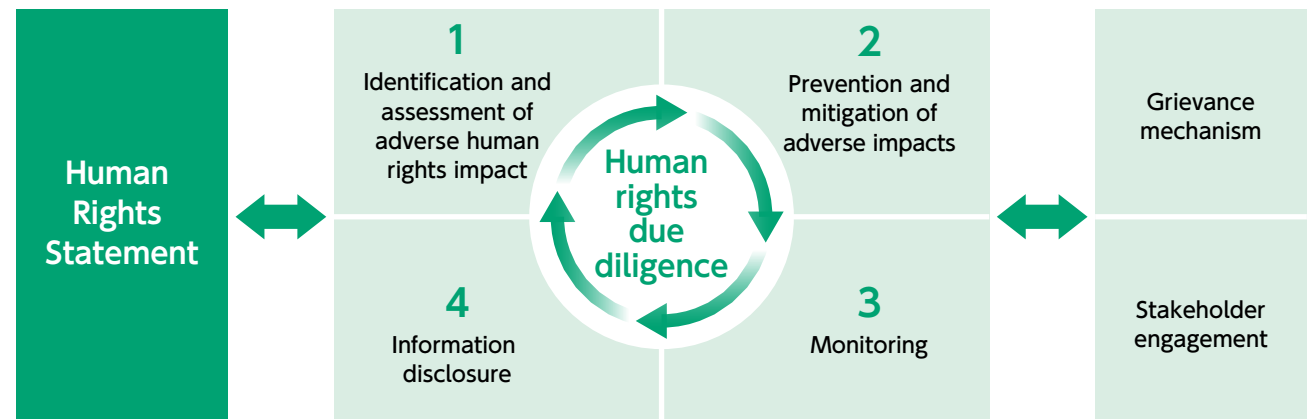 Human
Rights
Statement
1
Identification and
assessment of
adverse human
rights impact
2
Prevention and
mitigation of
adverse impacts
Human
rights
due
diligence
4
Information
disclosure
3
Monitoring
Grievance
mechanism
Stakeholder
engagement